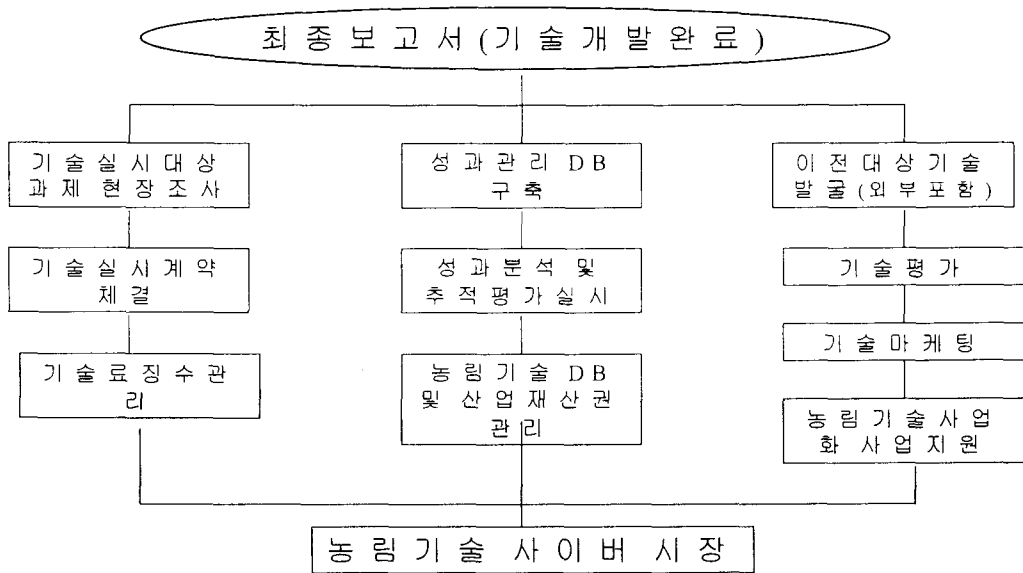 최종보고서(기술개발완료)
기술실시대상
과제 현장조사
기술실시계약
체결
기술료징수관
리
성과관리 DB
구축
성과분석 및
추적평가실시
농림기술 DB
및 산업재산권
관리
이전대상기술
발굴(외부포함)
기술평가
기술마케팅
농림기술사업
화 사업지원
농림기술 사이버 시장